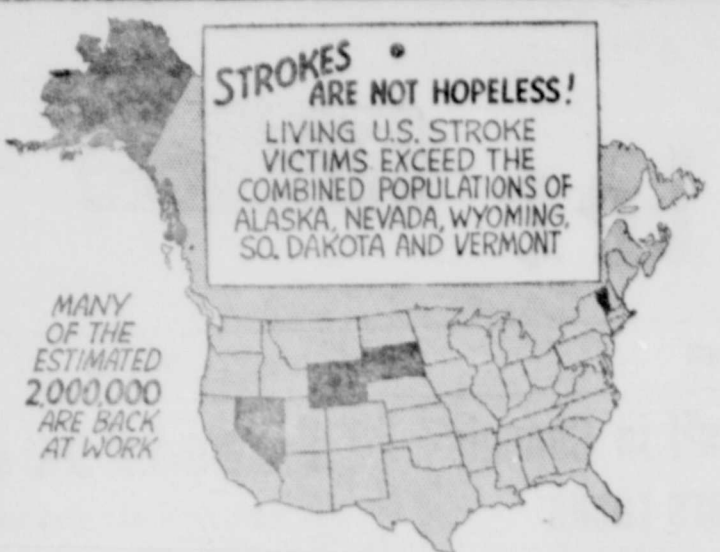 STROKES
ARE NOT HOPELESS!
LIVING U.S. STROKE
VICTIMS EXCEED THE
COMBINED POPULATIONS OF
ALASKA, NEVADA, WYOMING,
SO. DAKOTA AND VERMONT
MANY
OF THE
ESTIMATED
2,000,000
ARE BACK
AT WORK